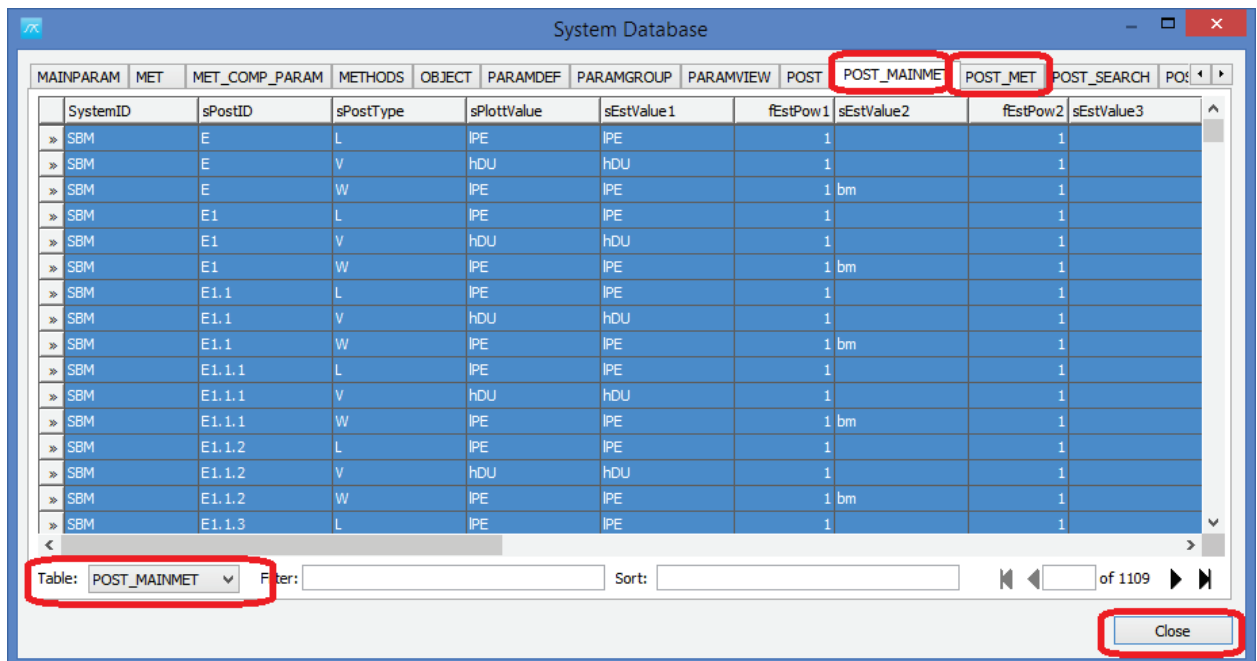 System Database
MAINPARAM MET MET_COMP_PARAM METHODS OBJECT PARAMDEF PARAMGROUP PARAMVIEW POST POST_MAINMET POST_MET POST_SEARCH POS
SystemID sPostID sPostType sPlottValue sEstValue1 fEstPow1 sEstValue2 fEstPow2 sEstValue3
» SBM E L lPE lPE 1 1
» SBM E V hDU hDU 1 1
» SBM E W lPE lPE 1 bm 1
» SBM E1 L lPE lPE 1 1
» SBM E1 V hDU hDU 1 1
» SBM E1 W lPE lPE 1 bm 1
» SBM E1.1 L lPE lPE 1 1
» SBM E1.1 V hDU hDU 1 1
» SBM E1.1 W lPE lPE 1 bm 1
» SBM E1.1.1 L lPE lPE 1 1
» SBM E1.1.1 V hDU hDU 1 1
» SBM E1.1.1 W lPE lPE 1 bm 1
» SBM E1.1.2 L lPE lPE 1 1
» SBM E1.1.2 V hDU hDU 1 1
» SBM E1.1.2 W lPE lPE 1 bm 1
» SBM E1.1.3 L lPE lPE 1 1
Table: POST_MAINMET Filter: Sort: of 1109
Close